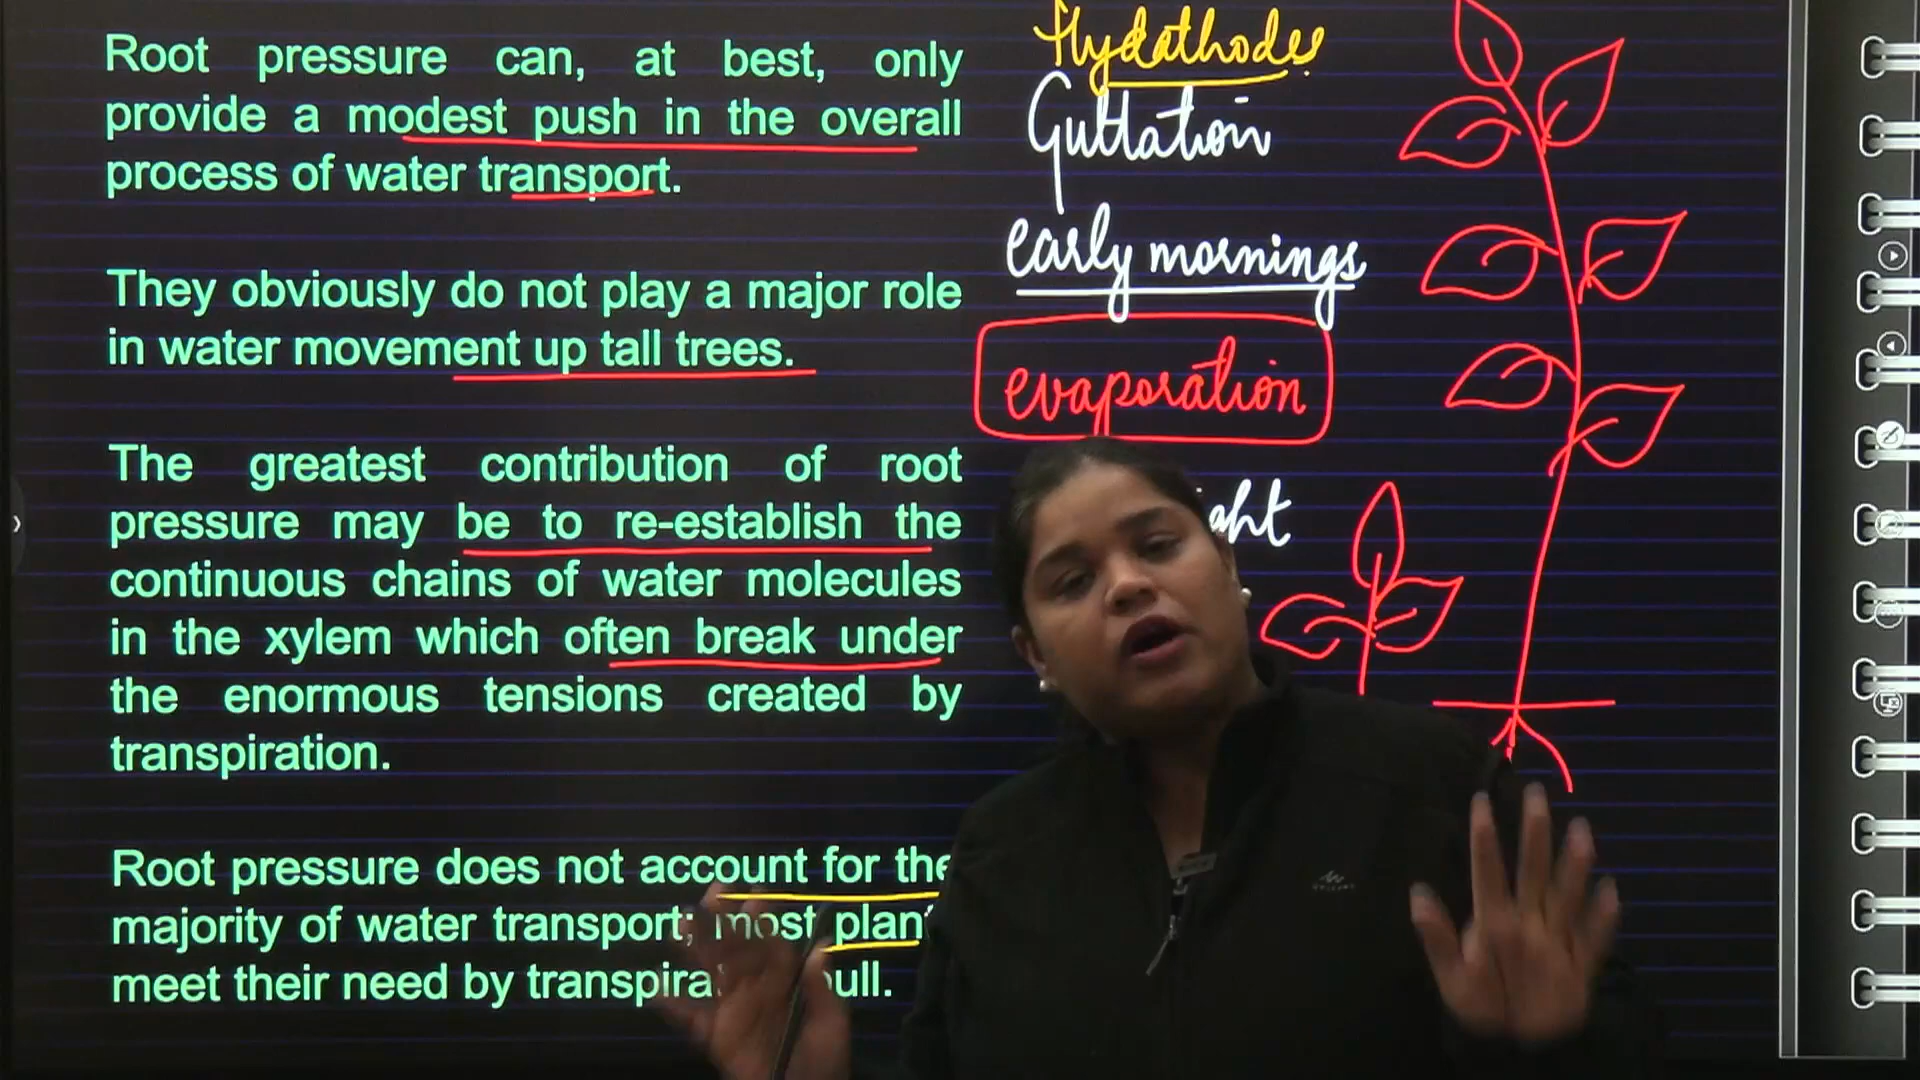 Root pressure can, at best, only
provide a modest push in the overall
process of water transport.
They obviously do not play a major role
in water movement up tall trees.
The greatest contribution of root
pressure may be to re-establish the
continuous chains of water molecules
in the xylem which often break under
the enormous tensions created by
transpiration.
Root pressure does not account for the
majority of water transport; most
meet their need by
Hydathodes
Guttation
early mornings
evaporation